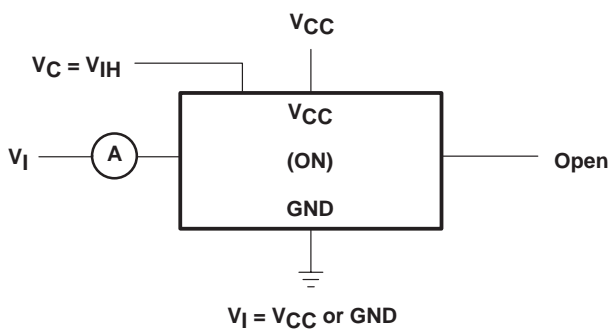 VCC
VC = VIH
VCC
VI
A
(ON)
Open
GND
VI = VCC or GND